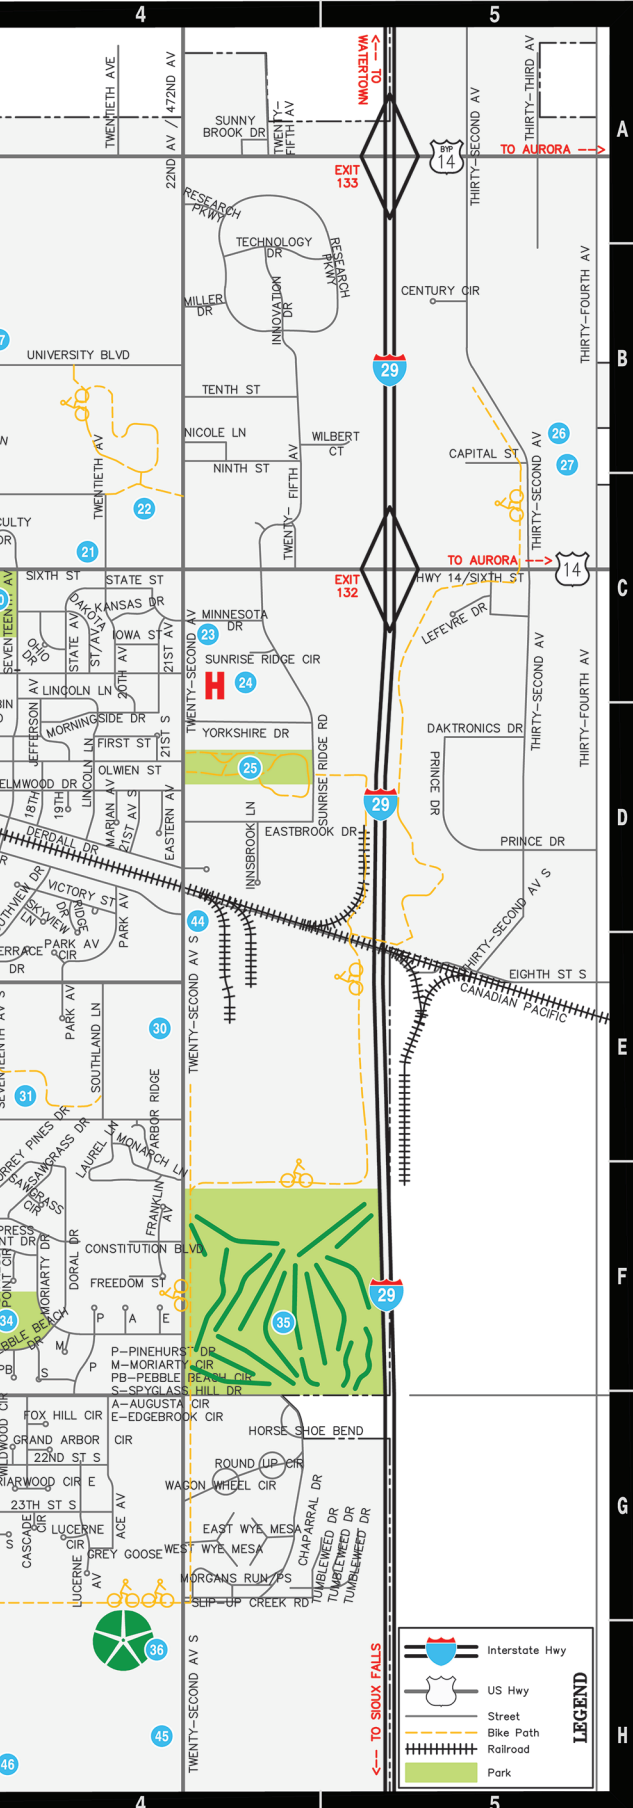 4
5
TWENTIETH AVE
22ND AV / 472ND AV
SUNNY
BROOK DR
TWENTY-
FIFTH AV
<-- TO
WATERTOWN
THIRTY-SECOND AV
THIRTY-THIRD AV
A
BYP
14
TO AURORA -->
EXIT
133
RESEARCH
PKWY
TECHNOLOGY
DR
RESEARCH
PKWY
MILLER
DR
INNOVATION
DR
CENTURY CIR
THIRTY-FOURTH AV
B
7
UNIVERSITY BLVD
29
TENTH ST
NICOLE LN
WILBERT
CT
NINTH ST
CAPITAL ST
26
27
N
TWENTIETH AV
TWENTY- FIFTH AV
THIRTY-SECOND AV
22
CULTY
DR
21
TO AURORA -->
14
HWY 14/SIXTH ST
EXIT
132
C
SIXTH ST
STATE ST
SEVENTEENTH AV
DAKOTA
ST/AV
KANSAS DR
MINNESOTA
DR
LEFEVRE DR
OHIO
DR
STATE AV
IOWA ST
20TH AV
21ST AV
TWENTY-SECOND AV
23
SUNRISE RIDGE CIR
H
24
THIRTY-SECOND AV
THIRTY-FOURTH AV
LINCOLN LN
JEFFERSON AV
MORNINGSIDE DR
FIRST ST
21ST S
YORKSHIRE DR
SUNRISE RIDGE RD
DAKTRONICS DR
PRINCE DR
OLWIEN ST
25
29
ELMWOOD DR
LINCOLN LN
18TH
19TH
MARIAN AV
21ST AV S
EASTERN AV
INNSBROOK LN
EASTBROOK DR
D
DERDALL DR
PRINCE DR
VICTORY ST
SKYVIEW
LN
RIDGE
DR
PARK AV
44
THIRTY-SECOND AV S
PARK AV
CIR
DR
EIGHTH ST S
CANADIAN PACIFIC
PARK AV
SOUTHLAND LN
TWENTY-SECOND AV S
30
E
SEVENTEENTH AV S
31
ARBOR RIDGE
LAUREL LN
MONARCH LN
SAWGRASS DR
SAWGRASS
CIR
FRANKLIN
AV
CONSTITUTION BLVD
MORIARTY DR
DORAL DR
FREEDOM ST
29
F
34
35
P
A
E
M
PB
S
P
P-PINEHURST DR
M-MORIARTY CIR
PB-PEBBLE BEACH CIR
S-SPYGLASS HILL DR
A-AUGUSTA CIR
E-EDGEBROOK CIR
FOX HILL CIR
HORSE SHOE BEND
GRAND ARBOR CIR
22ND ST S
ROUND UP CIR
WAGON WHEEL CIR
CIR E
23TH ST S
ACE AV
CHAPARRAL DR
G
S
CASCADE
CIR
LUCERNE
CIR
EAST WYE MESA
WEST WYE MESA
TUMBLEWEED DR
TUMBLEWEED DR
TUMBLEWEED DR
GREY GOOSE
LUCERNE
AV
MORGANS RUN/PS
SLIP-UP CREEK RD
36
TWENTY-SECOND AV S
<-- TO SIOUX FALLS
45
46
H
LEGEND
Interstate Hwy
US Hwy
Street
Bike Path
Railroad
Park
4
5